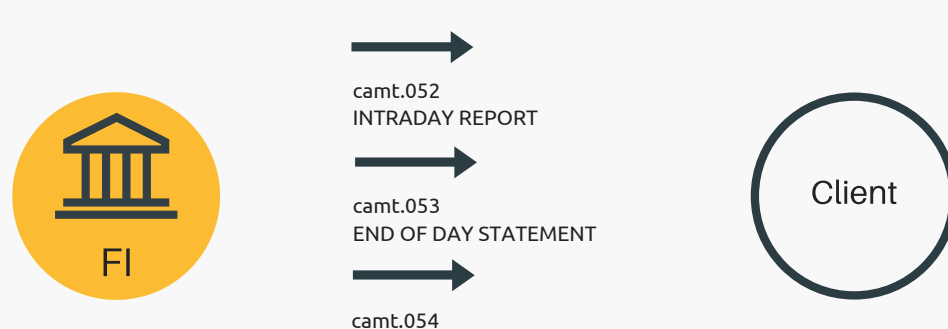 camt.052
INTRADAY REPORT
camt.053
END OF DAY STATEMENT
camt.054
FI
Client